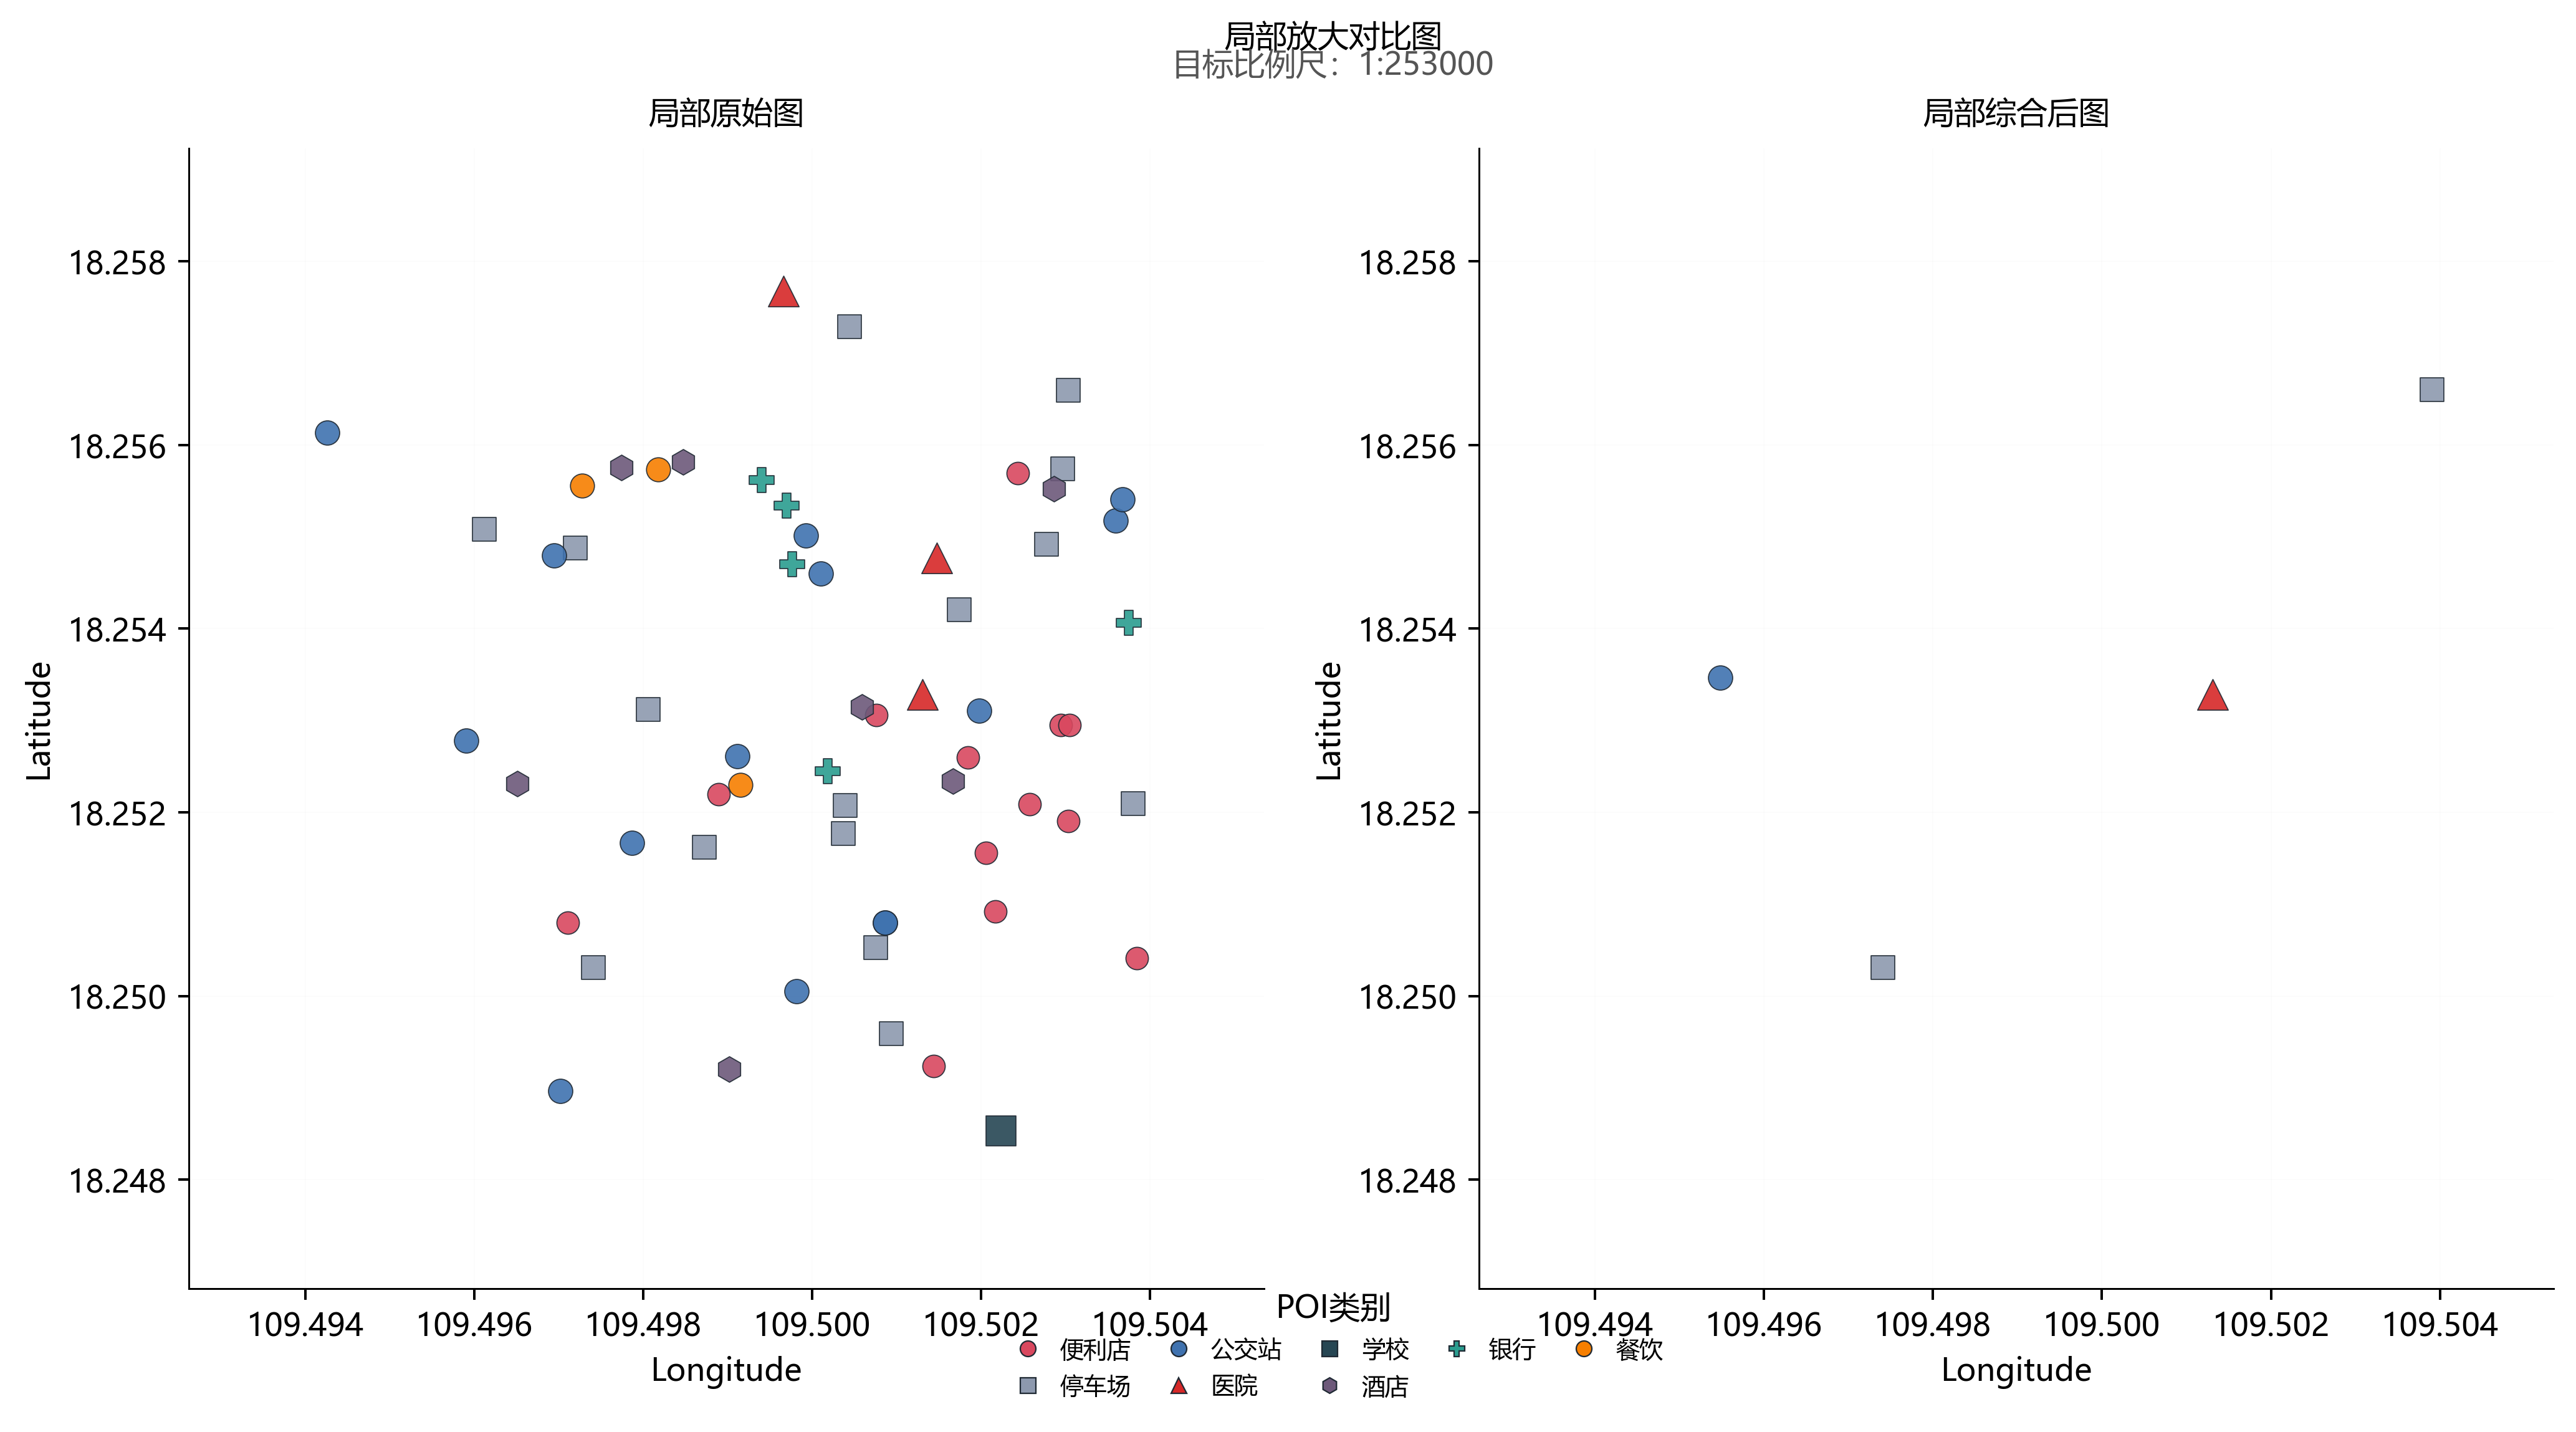 局部放大对比图
目标比例尺：1:253000
局部原始图
18.258
18.256
18.254
18.252
18.250
18.248
Latitude
109.494 109.496 109.498 109.500 109.502 109.504
Longitude
局部综合后图
18.258
18.256
18.254
18.252
18.250
18.248
Latitude
109.494 109.496 109.498 109.500 109.502 109.504
Longitude
POI类别
便利店 公交站 学校 银行 餐饮
停车场 医院 酒店